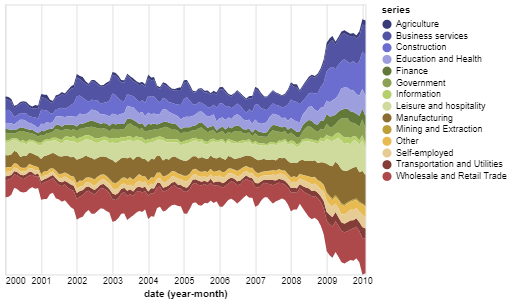 series
Agriculture
Business services
Construction
Education and Health
Finance
Government
Information
Leisure and hospitality
Manufacturing
Mining and Extraction
Other
Self-employed
Transportation and Utilities
Wholesale and Retail Trade
2000 2001 2002 2003 2004 2005 2006 2007 2008 2009 2010
date (year-month)